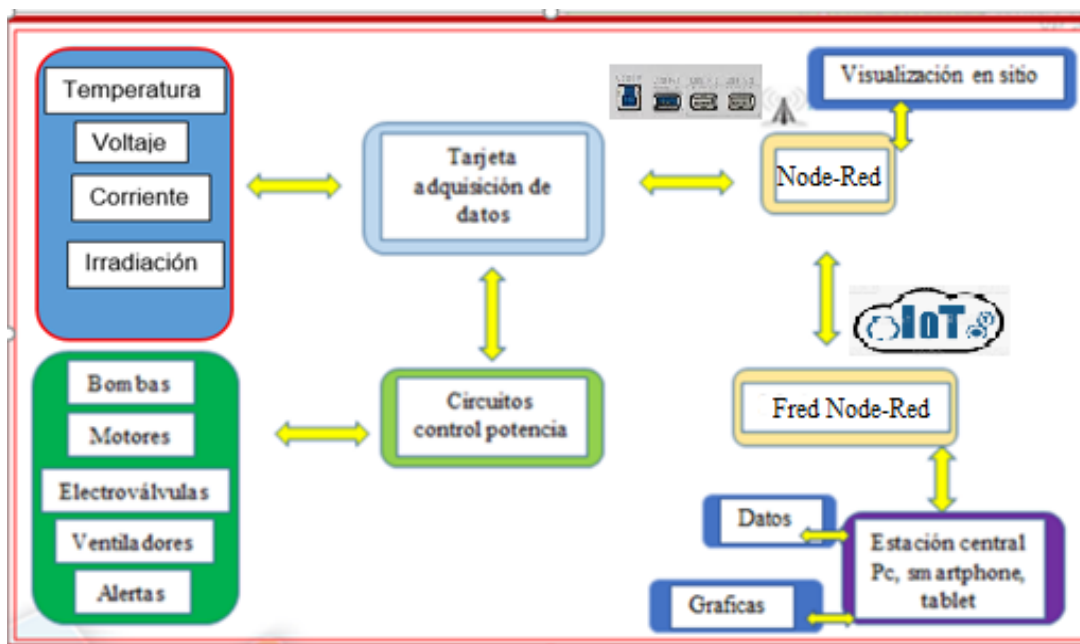 Temperatura
Voltaje
Corriente
Irradiación
Bombas
Motores
Electroválvulas
Ventiladores
Alertas
Tarjeta
adquisición de
datos
Circuitos
control potencia
Visualización en sitio
Node-Red
IoT
Fred Node-Red
Datos
Graficas
Estación central
Pc, smartphone,
tablet